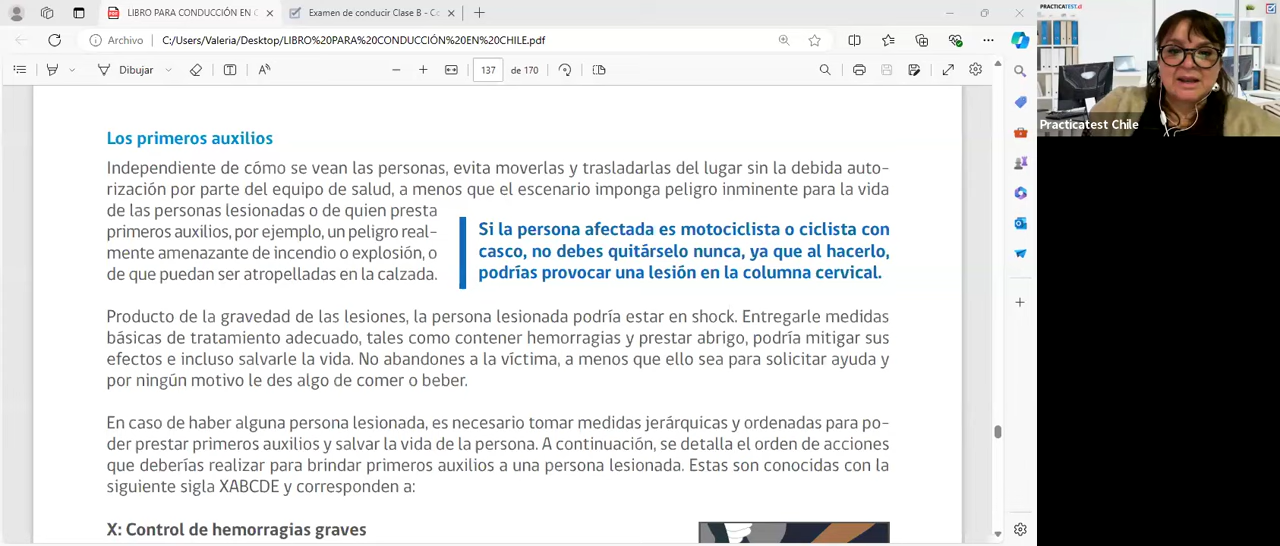 LIBRO PARA CONDUCCIÓN EN C
Examen de conducir Clase B - Co
Archivo
C:/Users/Valeria/Desktop/LIBRO%20PARA%20CONDUCCIÓN%20EN%20CHILE.pdf
Dibujar
137
de 170
PRACTICATEST.cl
Practicatest Chile
Los primeros auxilios
Independiente de cómo se vean las personas, evita moverlas y trasladarlas del lugar sin la debida auto-
rización por parte del equipo de salud, a menos que el escenario imponga peligro inminente para la vida
de las personas lesionadas o de quien presta
primeros auxilios, por ejemplo, un peligro real-
mente amenazante de incendio o explosión, o
de que puedan ser atropelladas en la calzada.
Si la persona afectada es motociclista o ciclista con
casco, no debes quitárselo nunca, ya que al hacerlo,
podrías provocar una lesión en la columna cervical.
Producto de la gravedad de las lesiones, la persona lesionada podría estar en shock. Entregarle medidas
básicas de tratamiento adecuado, tales como contener hemorragias y prestar abrigo, podría mitigar sus
efectos e incluso salvarle la vida. No abandones a la víctima, a menos que ello sea para solicitar ayuda y
por ningún motivo le des algo de comer o beber.
En caso de haber alguna persona lesionada, es necesario tomar medidas jerárquicas y ordenadas para po-
der prestar primeros auxilios y salvar la vida de la persona. A continuación, se detalla el orden de acciones
que deberías realizar para brindar primeros auxilios a una persona lesionada. Estas son conocidas con la
siguiente sigla XABCDE y corresponden a:
X: Control de hemorragias graves